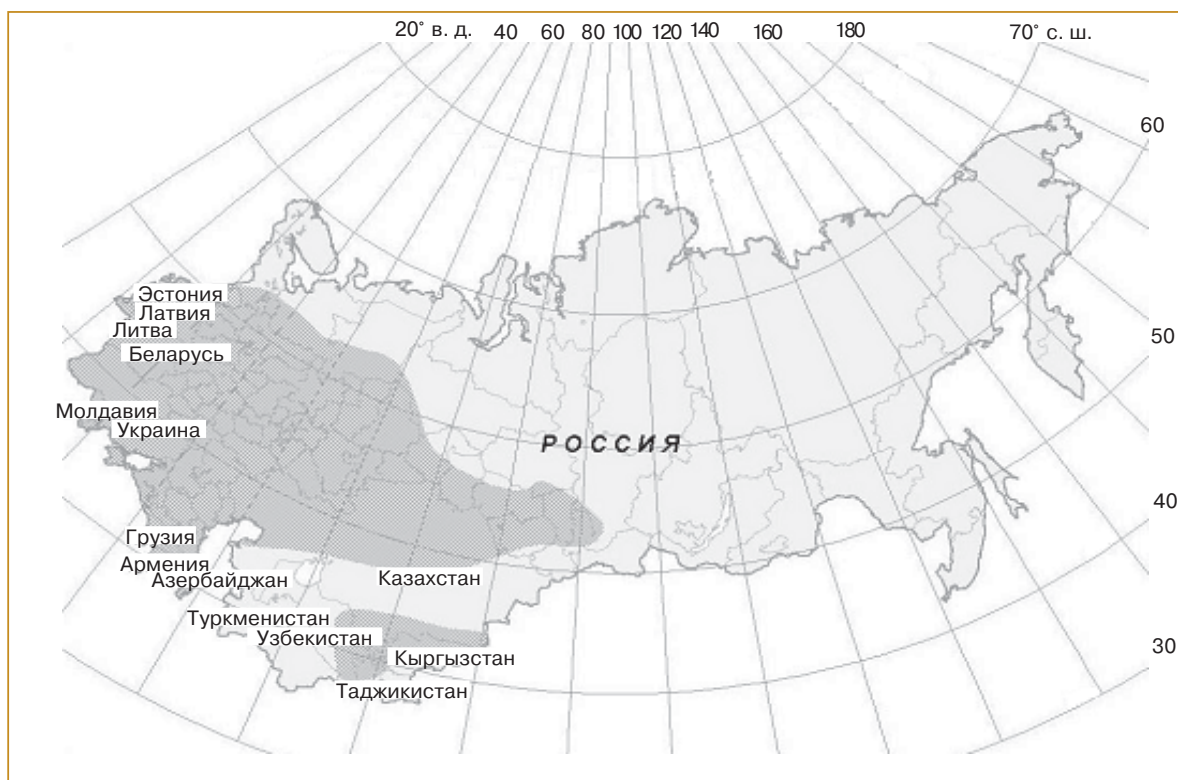 20° в. д. 40 60 80 100 120 140 160 180 70° с. ш.
60
Эстония
Латвия
Литва
50
Беларусь
Молдавия
Украина
РОССИЯ
40
Грузия
Армения
Азербайджан
Казахстан
Туркменистан
Узбекистан
30
Кыргызстан
Таджикистан